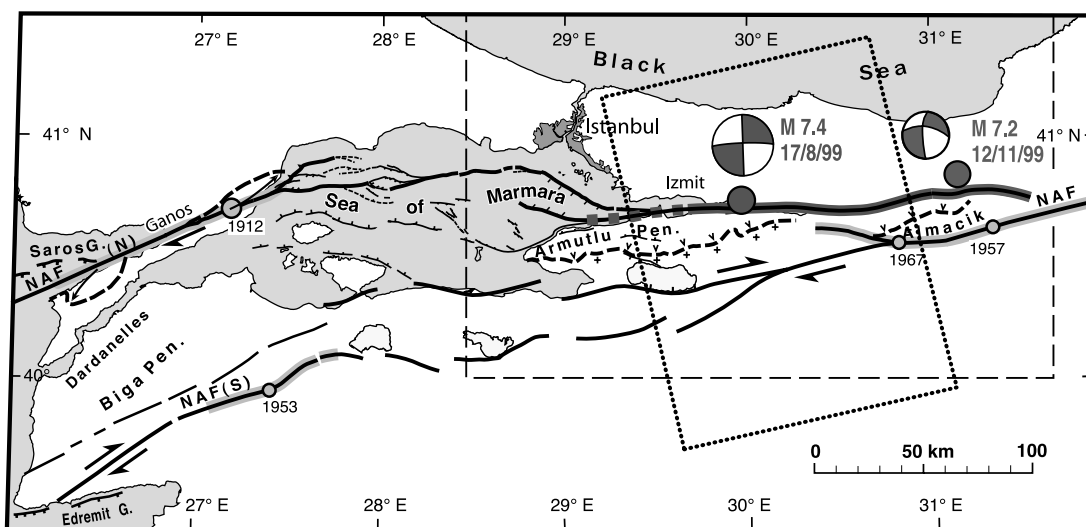 27° E
28° E
29° E
30° E
31° E
Black Sea
41° N
41° N
Istanbul
M 7.4
17/8/99
M 7.2
12/11/99
Izmit
NAF
Marmara
Sea of
Ganos
1912
Saros G.
(N)
NAF
Armutlu Pen.
Almacik
1967
1957
Dardanelles
Biga Pen.
40°
40°
NAF(S)
1953
0 50 km 100
Edremit G.
27° E
28° E
29° E
30° E
31° E